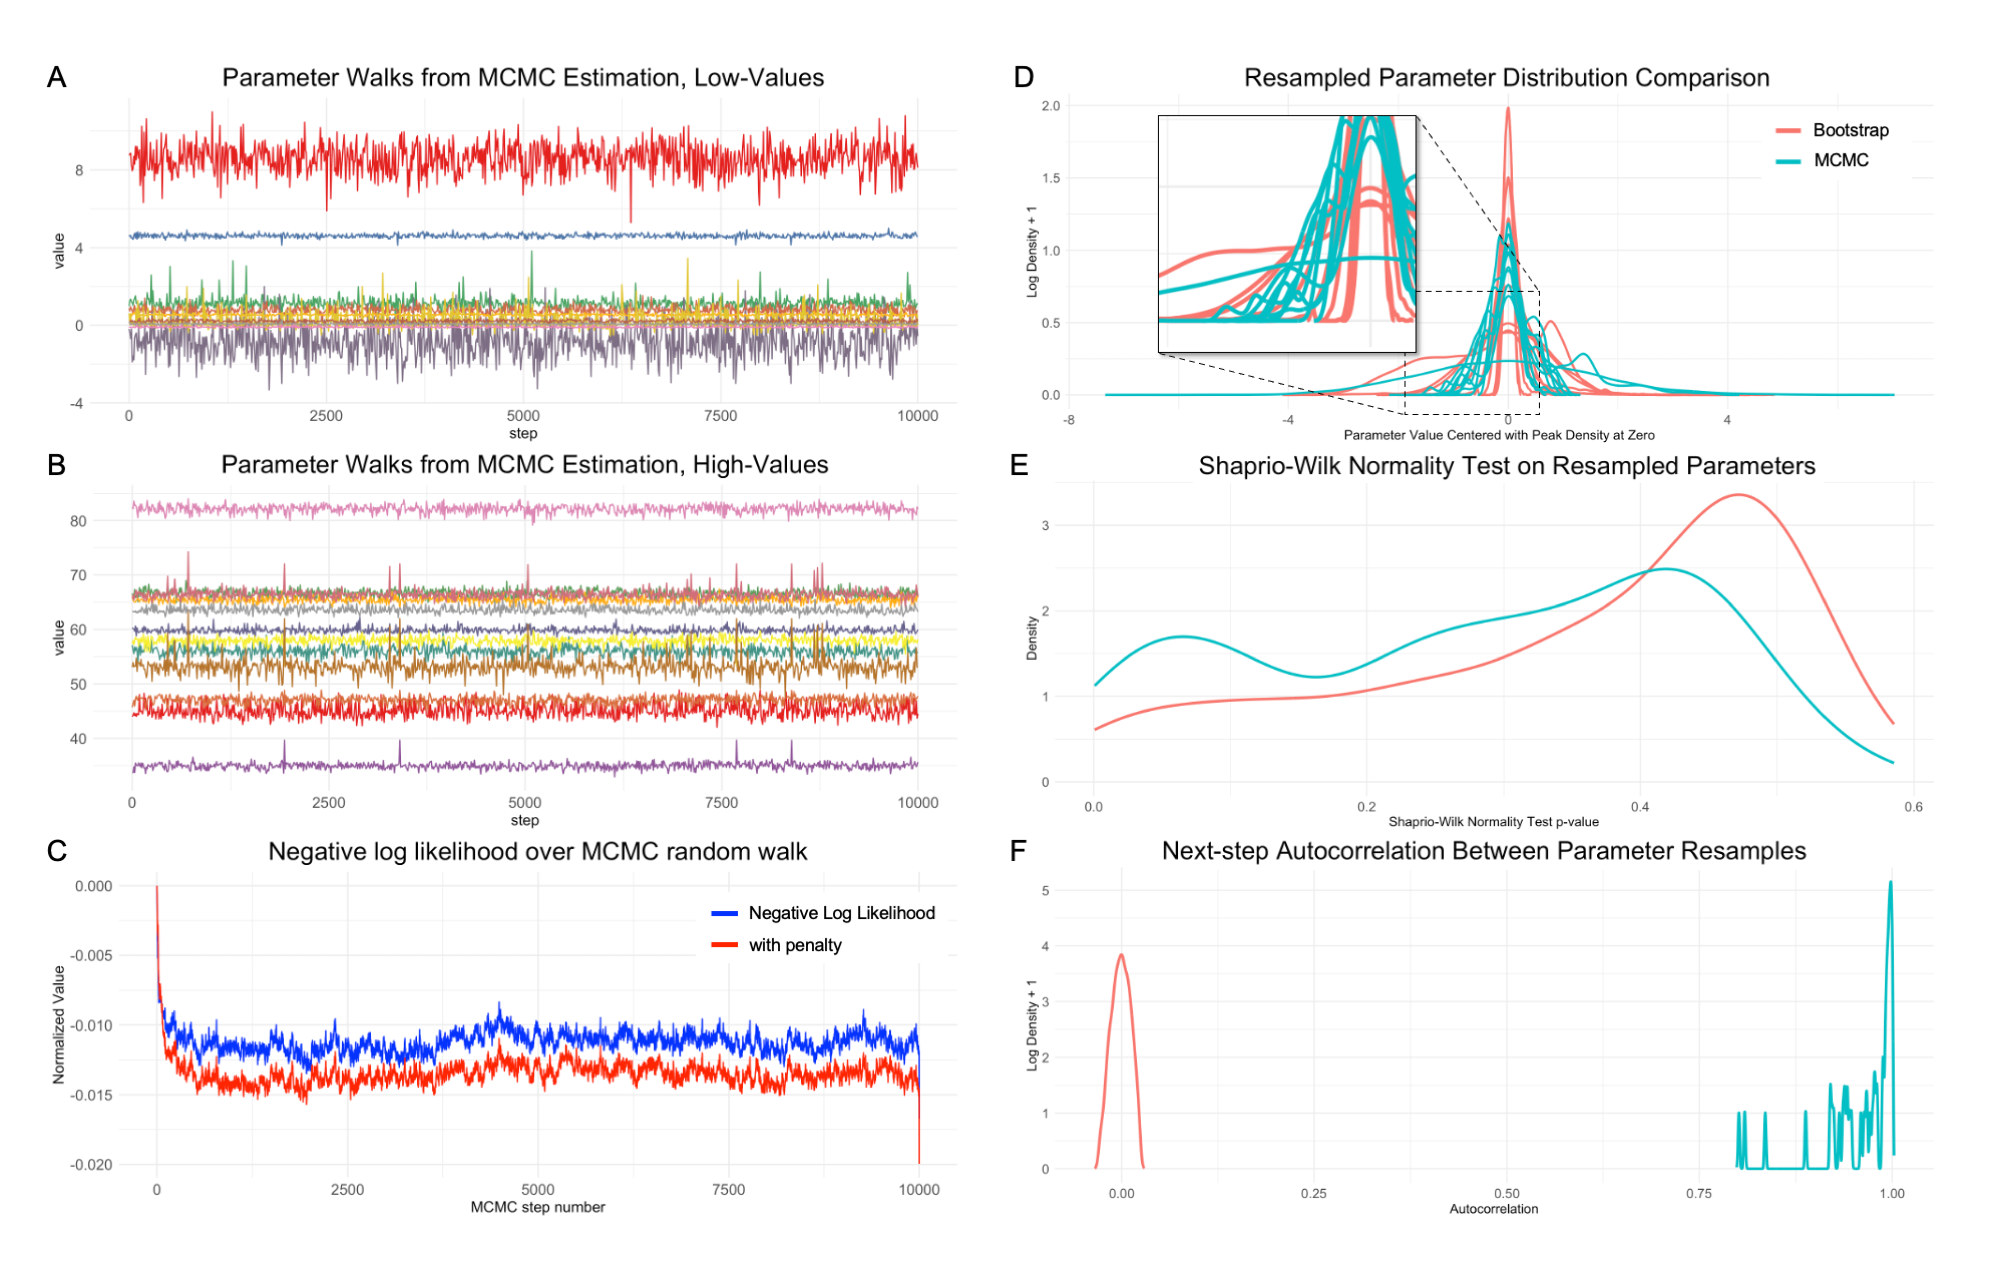 A
Parameter Walks from MCMC Estimation, Low-Values
value
8
4
0
-4
0 2500 5000 7500 10000
step
B
Parameter Walks from MCMC Estimation, High-Values
value
80
70
60
50
40
0 2500 5000 7500 10000
step
C
Negative log likelihood over MCMC random walk
Normalized Value
0.000
-0.005
-0.010
-0.015
-0.020
Negative Log Likelihood
with penalty
0 2500 5000 7500 10000
MCMC step number
D
Resampled Parameter Distribution Comparison
Log Density + 1
2.0
1.5
1.0
0.5
0.0
Bootstrap
MCMC
-8 -4 0 4
Parameter Value Centered with Peak Density at Zero
E
Shaprio-Wilk Normality Test on Resampled Parameters
Density
3
2
1
0
0.0 0.2 0.4 0.6
Shaprio-Wilk Normality Test p-value
F
Next-step Autocorrelation Between Parameter Resamples
Log Density + 1
5
4
3
2
1
0
0.00 0.25 0.50 0.75 1.00
Autocorrelation